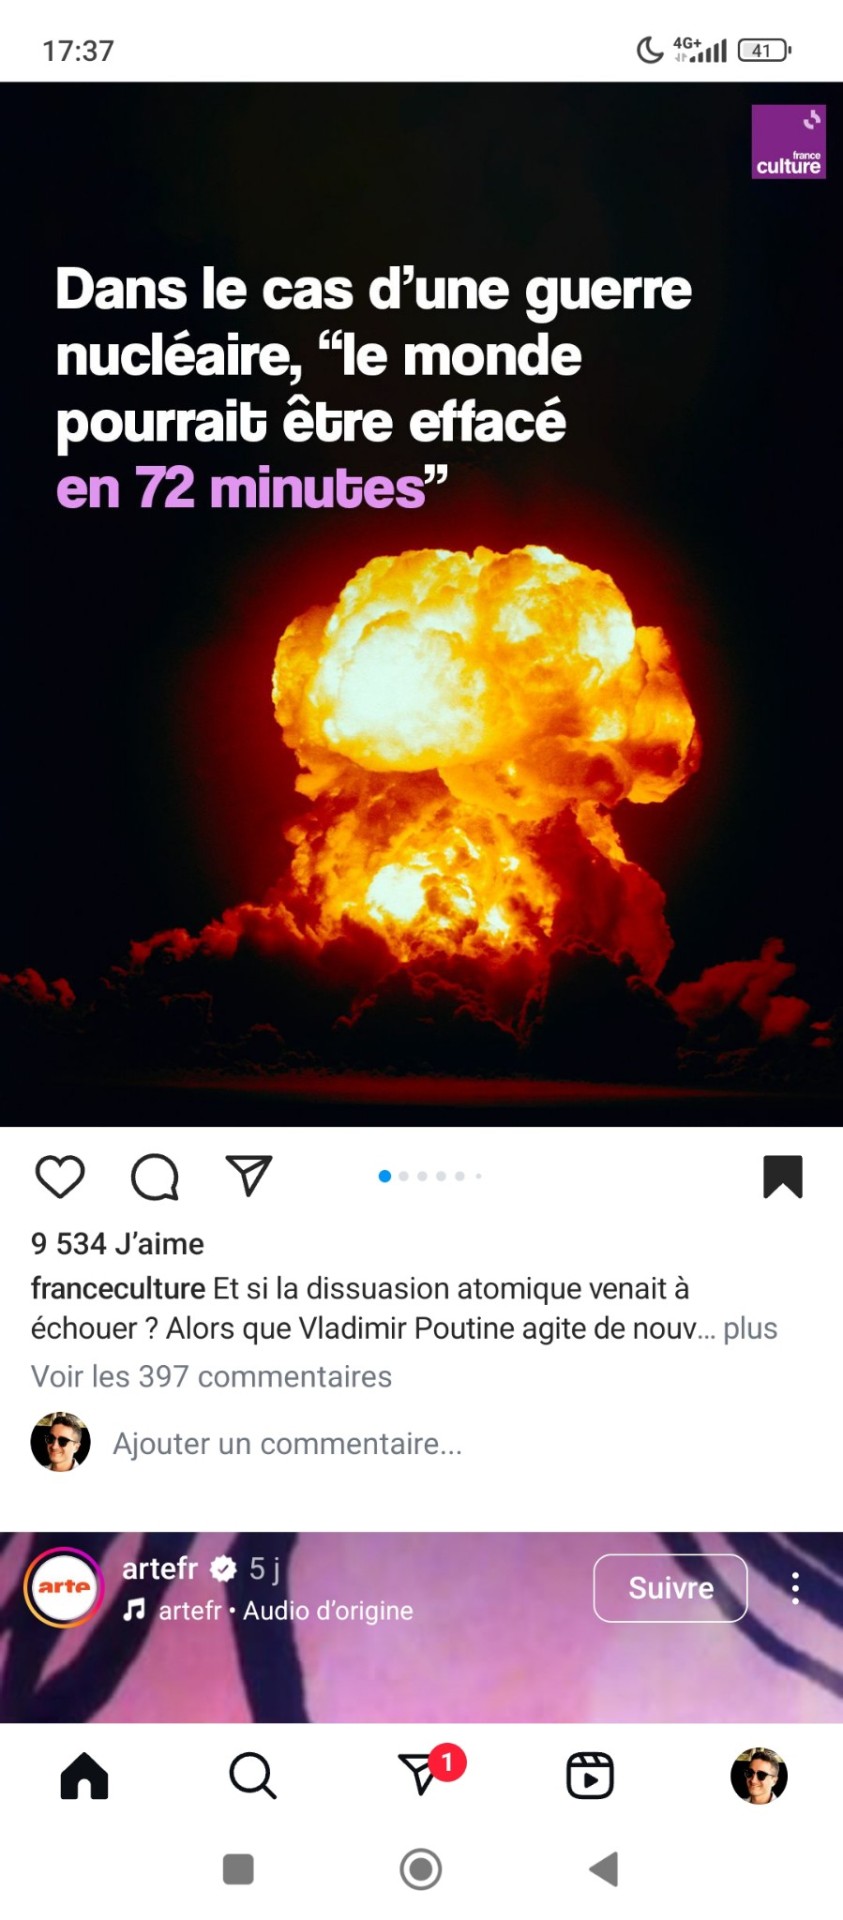 17:37
4G+
41
france
culture
Dans le cas d’une guerre
nucléaire, “le monde
pourrait être effacé
en 72 minutes”
9 534 J’aime
franceculture Et si la dissuasion atomique venait à
échouer ? Alors que Vladimir Poutine agite de nouv... plus
Voir les 397 commentaires
Ajouter un commentaire...
arte
artefr 5 j
artefr • Audio d’origine
Suivre
1